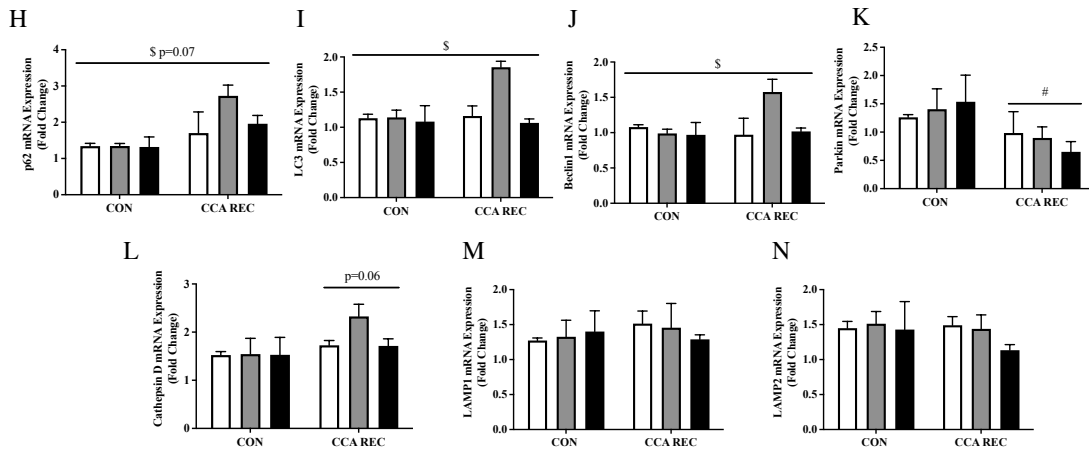 H
p62 mRNA Expression
(Fold Change)
4
3
2
1
0
$ p=0.07
CON
CCA REC
I
LC3 mRNA Expression
(Fold Change)
2.0
1.5
1.0
0.5
0.0
$
CON
CCA REC
J
Beclin1 mRNA Expression
(Fold Change)
2.0
1.5
1.0
0.5
0.0
$
CON
CCA REC
K
Parkin mRNA Expression
(Fold Change)
2.5
2.0
1.5
1.0
0.5
0.0
#
CON
CCA REC
L
Cathepsin D mRNA Expression
(Fold Change)
3
2
1
0
p=0.06
CON
CCA REC
M
LAMP1 mRNA Expression
(Fold Change)
2.0
1.5
1.0
0.5
0.0
CON
CCA REC
N
LAMP2 mRNA Expression
(Fold Change)
2.0
1.5
1.0
0.5
0.0
CON
CCA REC